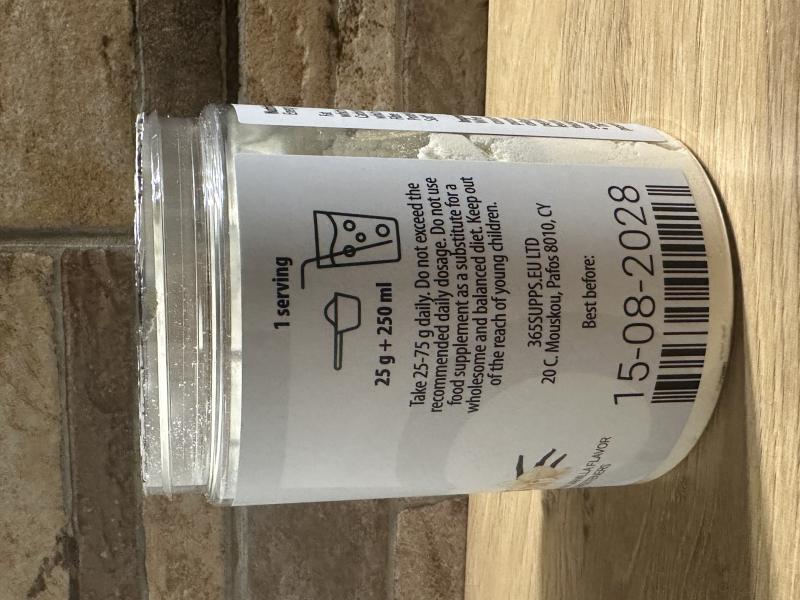 1 serving
25 g + 250 ml
Take 25-75 g daily. Do not exceed the
recommended daily dosage. Do not use
food supplement as a substitute for a
wholesome and balanced diet. Keep out
of the reach of young children.
365SUPPS.EU LTD
20 C. Mouskou, Pafos 8010, CY
Best before:
15-08-2028
FLAVOR